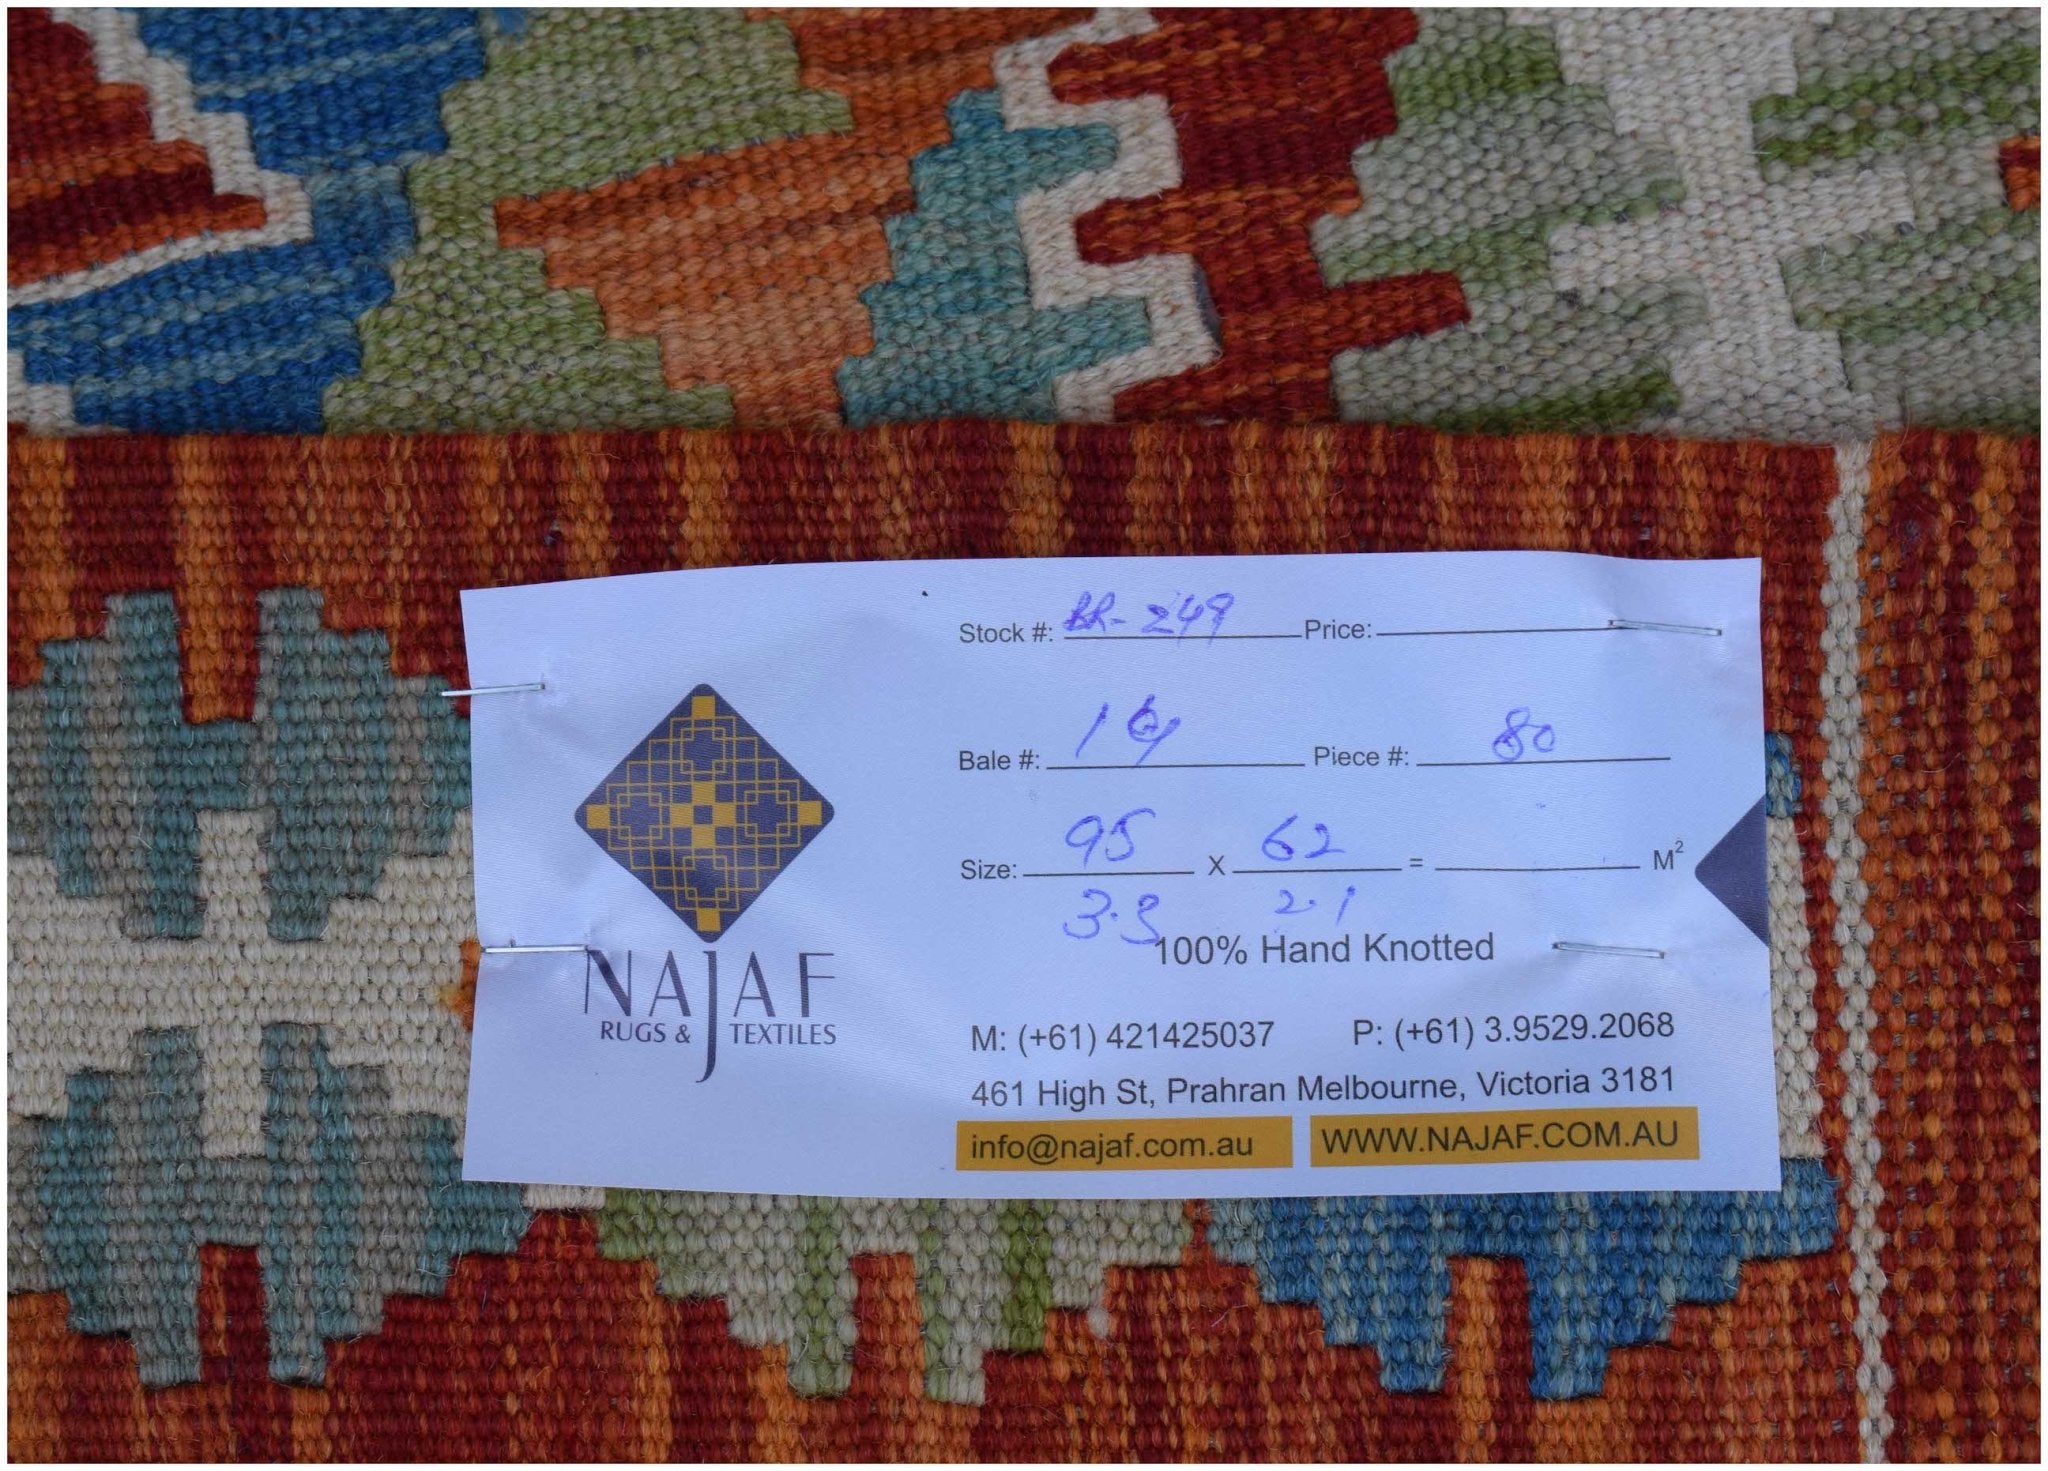 Stock #: BR-249 Price:
Bale #: Piece #: 80
Size: 95 X 62 = M²
3.3 2.1
100% Hand Knotted
NAJAF
RUGS & TEXTILES
M: (+61) 421425037 P: (+61) 3.9529.2068
461 High St, Prahran Melbourne, Victoria 3181
info@najaf.com.au WWW.NAJAF.COM.AU